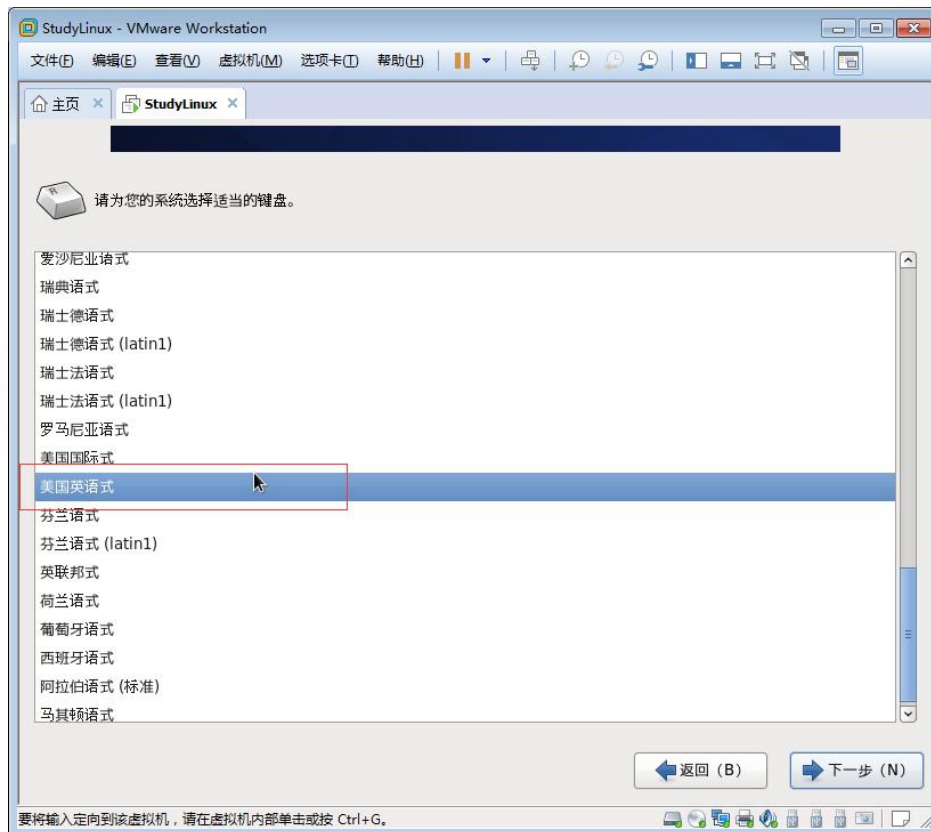 StudyLinux - VMware Workstation
文件(F) 编辑(E) 查看(V) 虚拟机(M) 选项卡(T) 帮助(H)
主页 StudyLinux
R
请为您的系统选择适当的键盘。
爱沙尼亚语式
瑞典语式
瑞士德语式
瑞士德语式 (latin1)
瑞士法语式
瑞士法语式 (latin1)
罗马尼亚语式
美国国际式
美国英语式
芬兰语式
芬兰语式 (latin1)
英联邦式
荷兰语式
葡萄牙语式
西班牙语式
阿拉伯语式 (标准)
马其顿语式
返回 (B) 下一步 (N)
要将输入定向到该虚拟机，请在虚拟机内部单击或按 Ctrl+G。